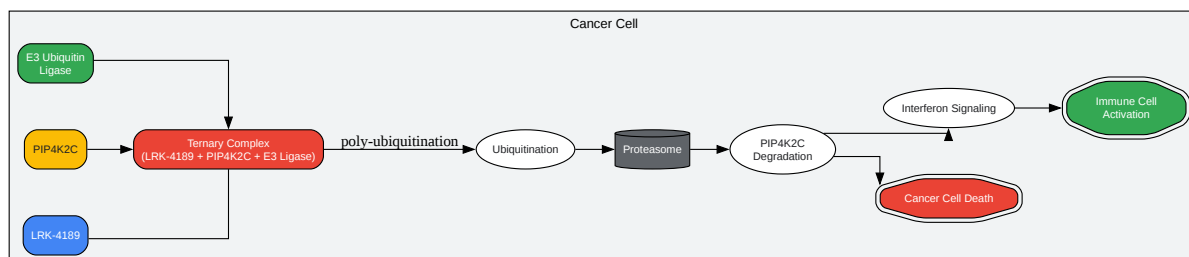 Cancer Cell
E3 Ubiquitin
Ligase
PIP4K2C
LRK-4189
Ternary Complex
(LRK-4189 + PIP4K2C + E3 Ligase)
poly-ubiquitination
Ubiquitination
Proteasome
PIP4K2C
Degradation
Interferon Signaling
Immune Cell
Activation
Cancer Cell Death